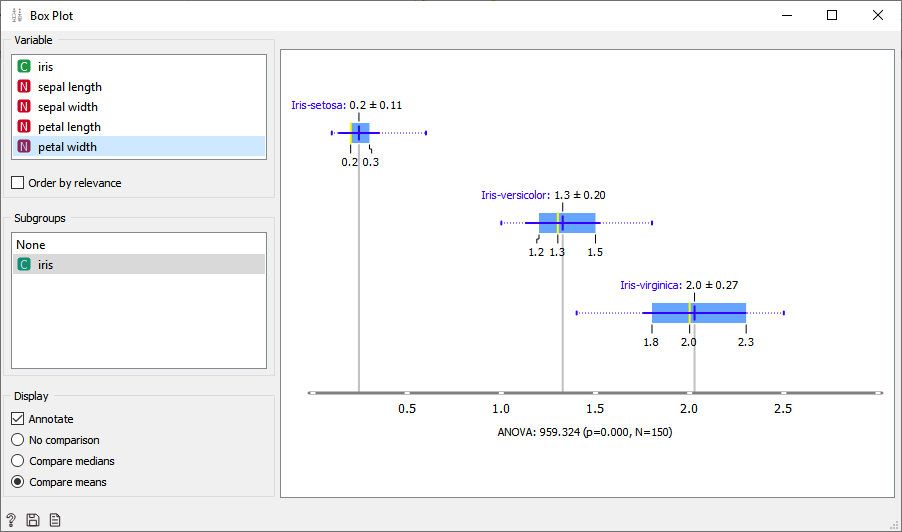 Box Plot
Variable
C iris
N sepal length
N sepal width
N petal length
N petal width
Order by relevance
Subgroups
None
C iris
Display
Annotate
No comparison
Compare medians
Compare means
?
Iris-setosa: 0.2 ± 0.11
0.2 0.3
Iris-versicolor: 1.3 ± 0.20
1.2 1.3 1.5
Iris-virginica: 2.0 ± 0.27
1.8 2.0 2.3
0.5 1.0 1.5 2.0 2.5
ANOVA: 959.324 (p=0.000, N=150)